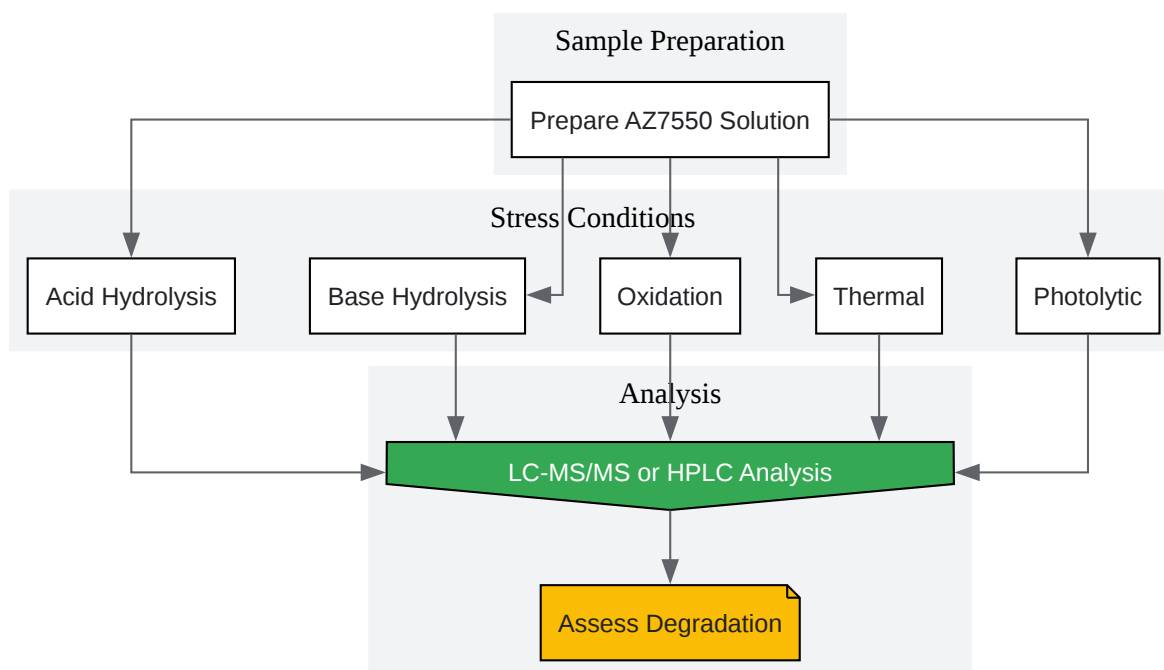 Sample Preparation
Prepare AZ7550 Solution
Stress Conditions
Acid Hydrolysis
Base Hydrolysis
Oxidation
Thermal
Photolytic
Analysis
LC-MS/MS or HPLC Analysis
Assess Degradation